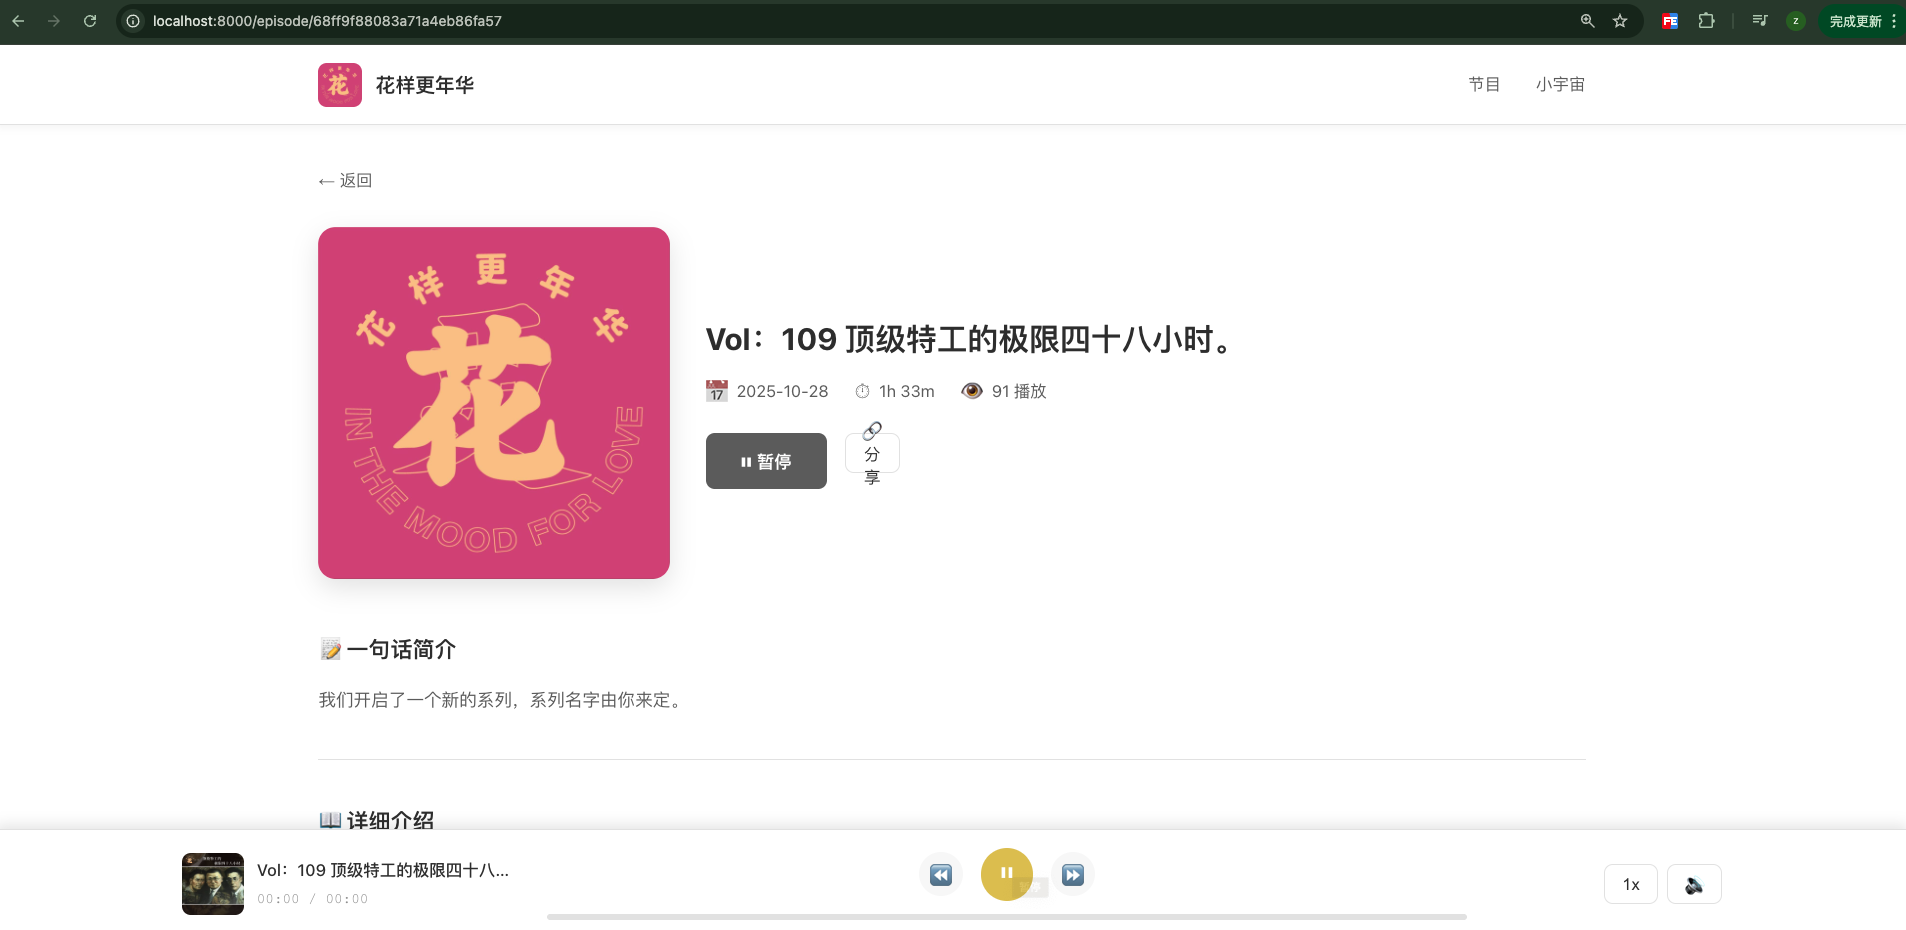 localhost:8000/episode/68ff9f88083a71a4eb86fa57
FE
z
完成更新
花
花样更年华
节目
小宇宙
← 返回
花样更年华
花
IN THE MOOD FOR LOVE
Vol：109 顶级特工的极限四十八小时。
17
2025-10-28
1h 33m
91 播放
暂停
分
享
一句话简介
我们开启了一个新的系列，系列名字由你来定。
详细介绍
Vol：109 顶级特工的极限四十八...
00:00 / 00:00
1x